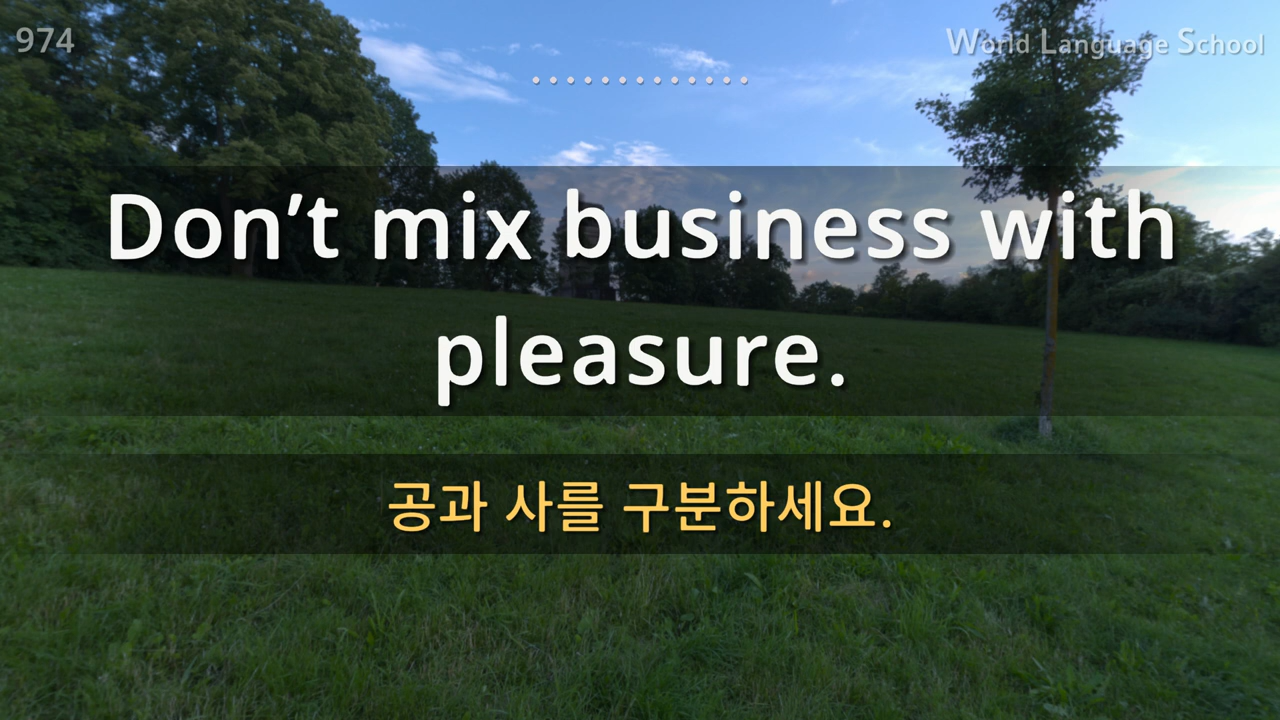 974
World Language School
Don’t mix business with
pleasure.
공과 사를 구분하세요.